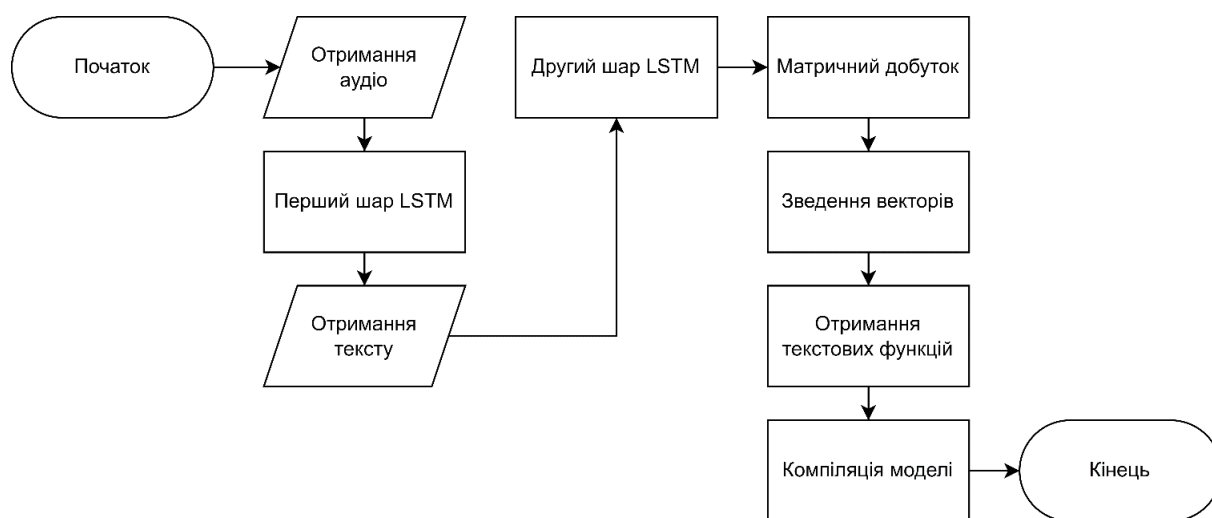 Початок
Отримання
аудіо
Перший шар LSTM
Отримання
тексту
Другий шар LSTM
Матричний добуток
Зведення векторів
Отримання
текстових функцій
Компіляція моделі
Кінець